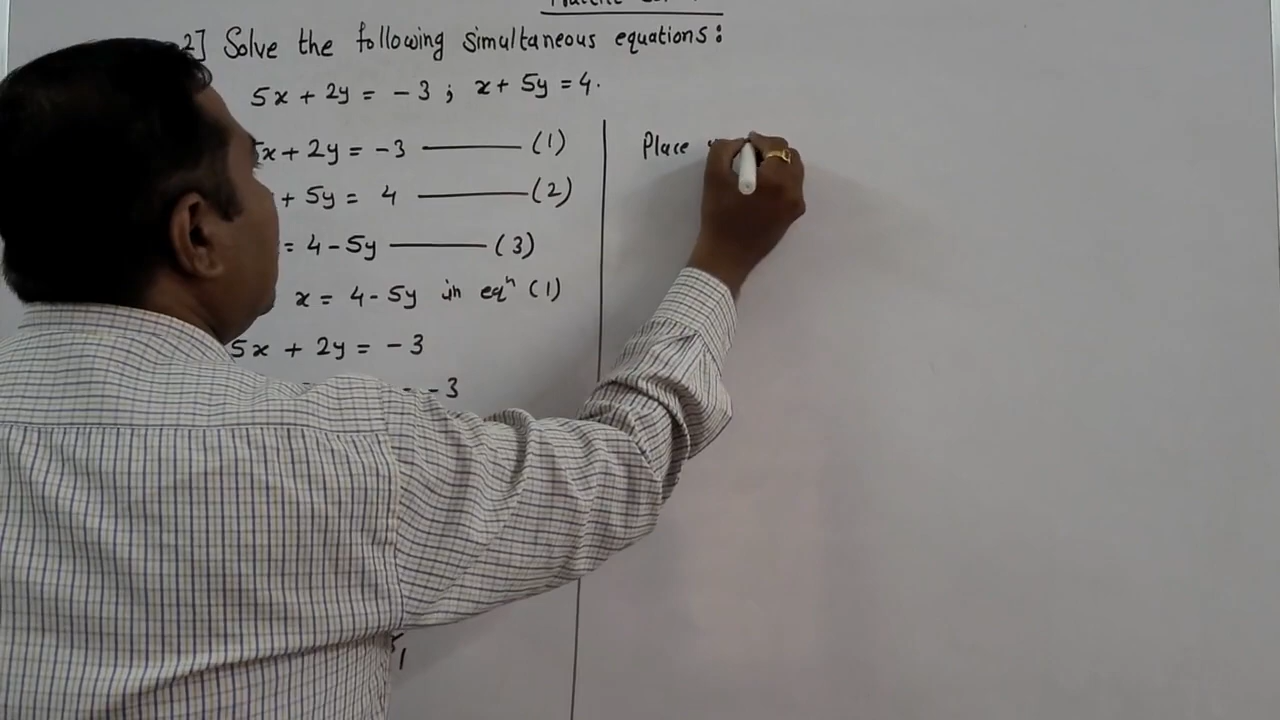 2] Solve the following simultaneous equations:
5x + 2y = -3 ; x + 5y = 4.
5x + 2y = -3 ——— (1)
+ 5y = 4 ——— (2)
= 4 - 5y ——— (3)
x = 4 - 5y in eqⁿ (1)
5x + 2y = -3
= -3
Place